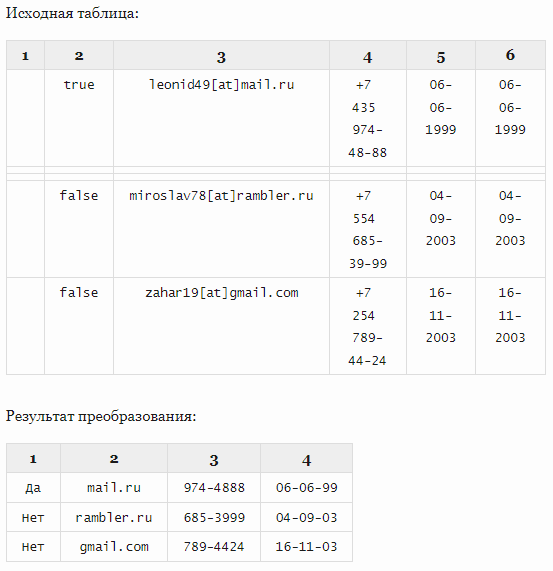 Исходная таблица:
1 2 3 4 5 6
true leonid49[at]mail.ru +7 06- 06-
435 06- 06-
974- 1999 1999
48-88
false miroslav78[at]rambler.ru +7 04- 04-
554 09- 09-
685- 2003 2003
39-99
false zahar19[at]gmail.com +7 16- 16-
254 11- 11-
789- 2003 2003
44-24
Результат преобразования:
1 2 3 4
Да mail.ru 974-4888 06-06-99
Нет rambler.ru 685-3999 04-09-03
Нет gmail.com 789-4424 16-11-03